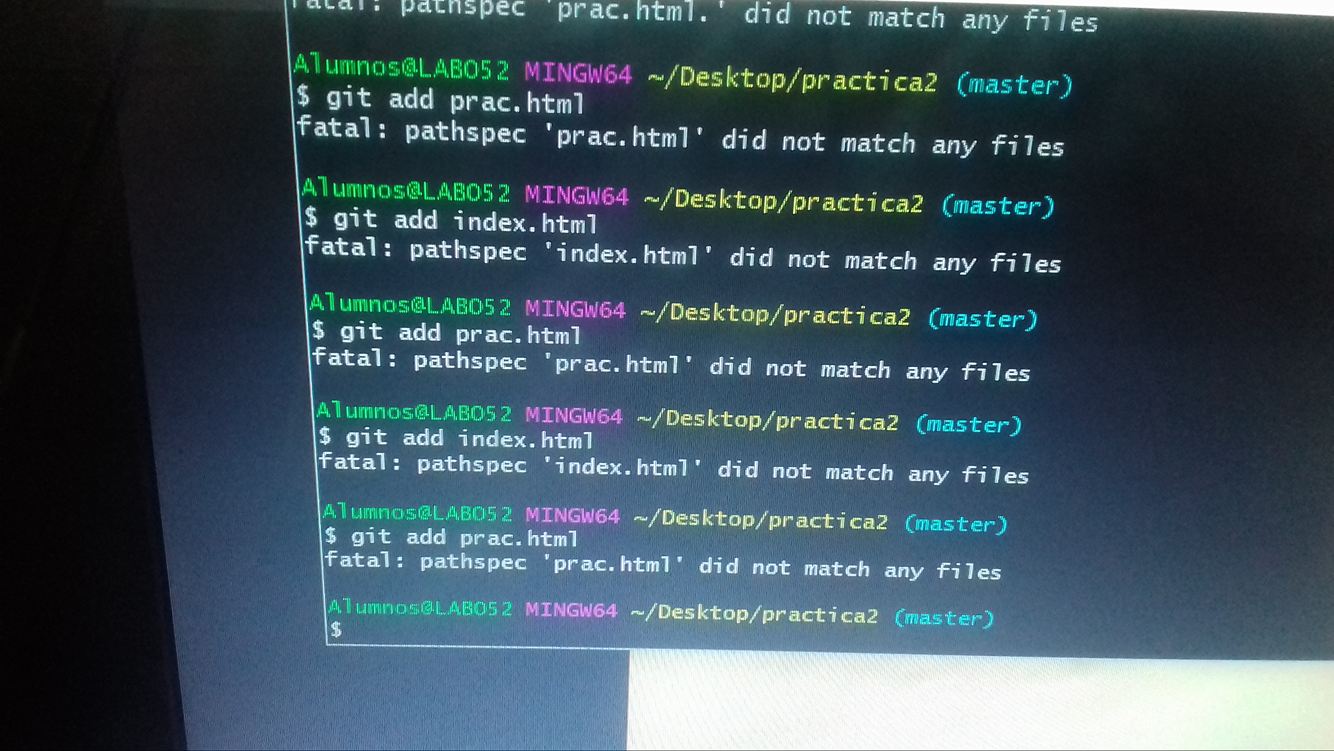 fatal: pathspec 'prac.html.' did not match any files
Alumnos@LABO52 MINGW64 ~/Desktop/practica2 (master)
$ git add prac.html
fatal: pathspec 'prac.html' did not match any files
Alumnos@LABO52 MINGW64 ~/Desktop/practica2 (master)
$ git add index.html
fatal: pathspec 'index.html' did not match any files
Alumnos@LABO52 MINGW64 ~/Desktop/practica2 (master)
$ git add prac.html
fatal: pathspec 'prac.html' did not match any files
Alumnos@LABO52 MINGW64 ~/Desktop/practica2 (master)
$ git add index.html
fatal: pathspec 'index.html' did not match any files
Alumnos@LABO52 MINGW64 ~/Desktop/practica2 (master)
$ git add prac.html
fatal: pathspec 'prac.html' did not match any files
Alumnos@LABO52 MINGW64 ~/Desktop/practica2 (master)
$